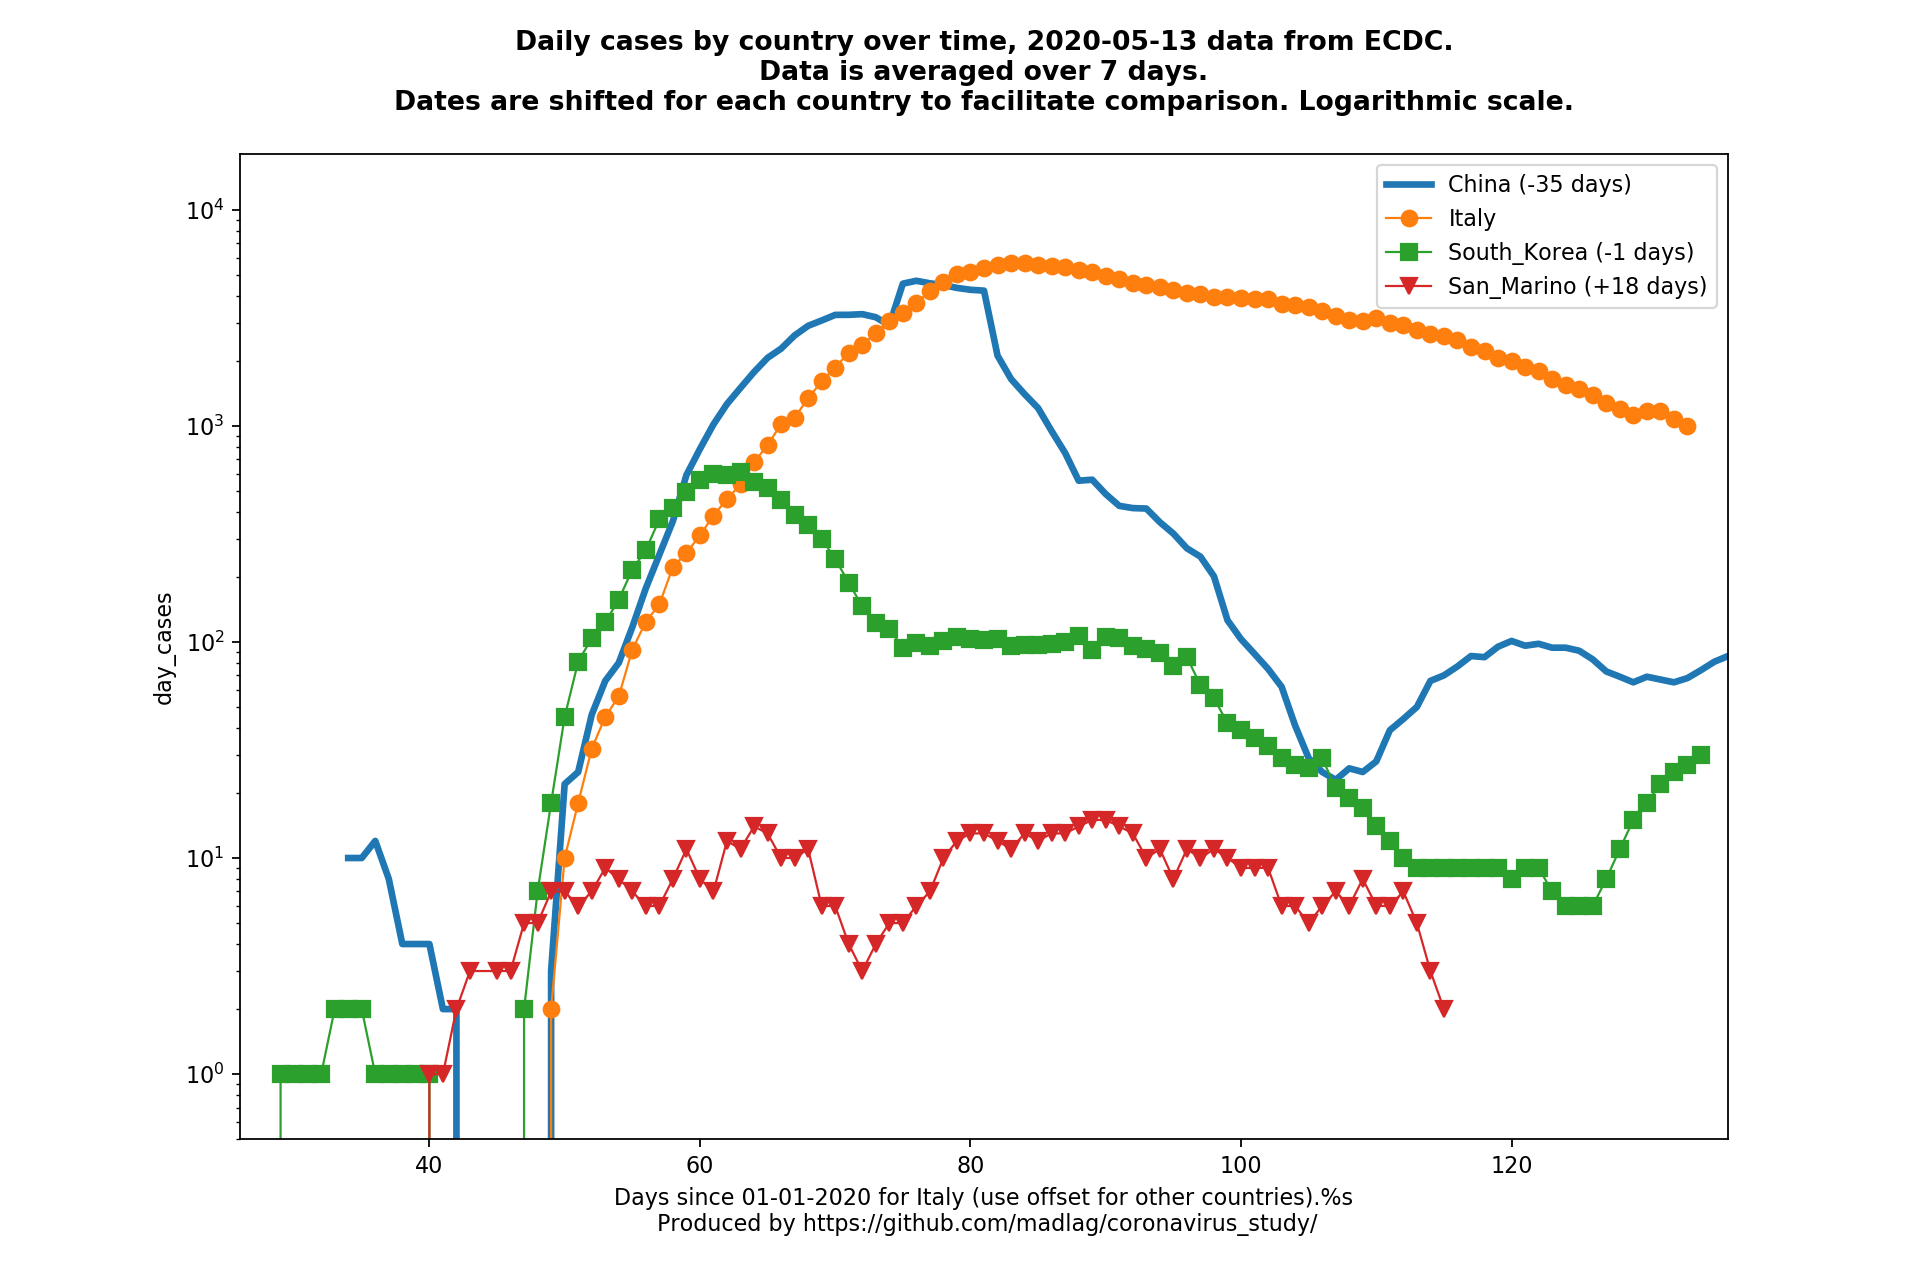 Daily cases by country over time, 2020-05-13 data from ECDC.
Data is averaged over 7 days.
Dates are shifted for each country to facilitate comparison. Logarithmic scale.
China (-35 days)
Italy
South_Korea (-1 days)
San_Marino (+18 days)
10⁴
10³
10²
10¹
10⁰
day_cases
40 60 80 100 120
Days since 01-01-2020 for Italy (use offset for other countries).%s
Produced by https://github.com/madlag/coronavirus_study/